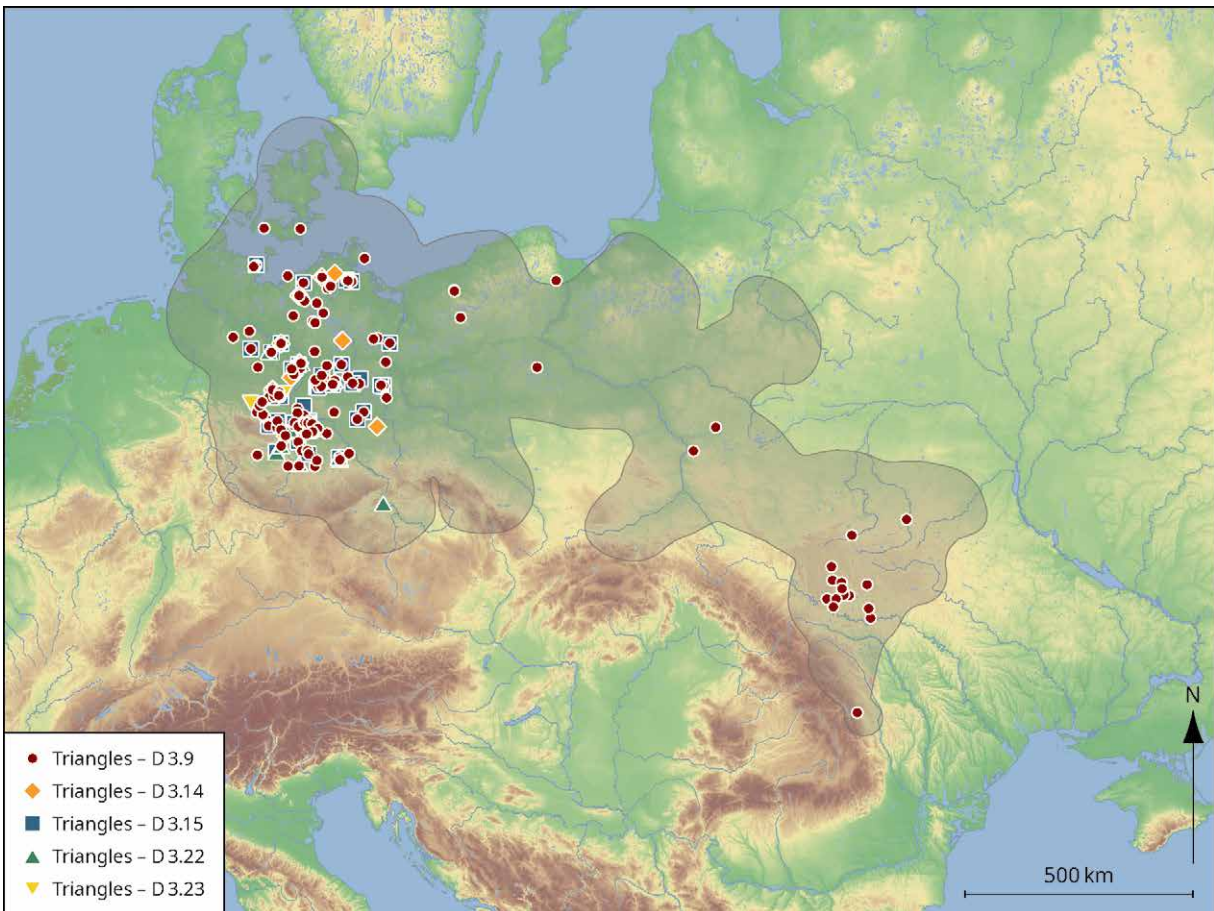 Triangles – D 3.9
Triangles – D 3.14
Triangles – D 3.15
Triangles – D 3.22
Triangles – D 3.23
N
500 km